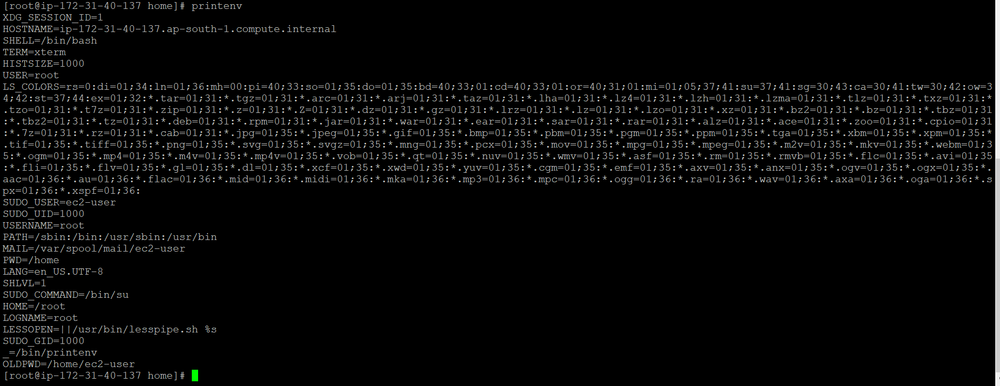 [root@ip-172-31-40-137 home]# printenv
XDG_SESSION_ID=1
HOSTNAME=ip-172-31-40-137.ap-south-1.compute.internal
SHELL=/bin/bash
TERM=xterm
HISTSIZE=1000
USER=root
LS_COLORS=rs=0:di=01;34:ln=01;36:mh=00:pi=40;33:so=01;35:do=01;35:bd=40;33;01:cd=40;33;01:or=40;31;01:mi=01;05;37;41:su=37;41:sg=30;43:ca=30;41:tw=30;42:ow=3
4;42:st=37;44:ex=01;32:*.tar=01;31:*.tgz=01;31:*.arc=01;31:*.arj=01;31:*.taz=01;31:*.lha=01;31:*.lz4=01;31:*.lzh=01;31:*.lzma=01;31:*.tlz=01;31:*.txz=01;31:*
.tzo=01;31:*.t7z=01;31:*.zip=01;31:*.z=01;31:*.Z=01;31:*.dz=01;31:*.gz=01;31:*.lrz=01;31:*.lz=01;31:*.lzo=01;31:*.xz=01;31:*.bz2=01;31:*.bz=01;31:*.tbz=01;31
:*.tbz2=01;31:*.tz=01;31:*.deb=01;31:*.rpm=01;31:*.jar=01;31:*.war=01;31:*.ear=01;31:*.sar=01;31:*.rar=01;31:*.alz=01;31:*.ace=01;31:*.zoo=01;31:*.cpio=01;31
:*.7z=01;31:*.rz=01;31:*.cab=01;31:*.jpg=01;35:*.jpeg=01;35:*.gif=01;35:*.bmp=01;35:*.pbm=01;35:*.pgm=01;35:*.ppm=01;35:*.tga=01;35:*.xbm=01;35:*.xpm=01;35:*
.tif=01;35:*.tiff=01;35:*.png=01;35:*.svg=01;35:*.svgz=01;35:*.mng=01;35:*.pcx=01;35:*.mov=01;35:*.mpg=01;35:*.mpeg=01;35:*.m2v=01;35:*.mkv=01;35:*.webm=01;3
5:*.ogm=01;35:*.mp4=01;35:*.m4v=01;35:*.mp4v=01;35:*.vob=01;35:*.qt=01;35:*.nuv=01;35:*.wmv=01;35:*.asf=01;35:*.rm=01;35:*.rmvb=01;35:*.flc=01;35:*.avi=01;35
:*.fli=01;35:*.flv=01;35:*.gl=01;35:*.dl=01;35:*.xcf=01;35:*.xwd=01;35:*.yuv=01;35:*.cgm=01;35:*.emf=01;35:*.axv=01;35:*.anx=01;35:*.ogv=01;35:*.ogx=01;35:*.
aac=01;36:*.au=01;36:*.flac=01;36:*.mid=01;36:*.midi=01;36:*.mka=01;36:*.mp3=01;36:*.mpc=01;36:*.ogg=01;36:*.ra=01;36:*.wav=01;36:*.axa=01;36:*.oga=01;36:*.s
px=01;36:*.xspf=01;36:
SUDO_USER=ec2-user
SUDO_UID=1000
USERNAME=root
PATH=/sbin:/bin:/usr/sbin:/usr/bin
MAIL=/var/spool/mail/ec2-user
PWD=/home
LANG=en_US.UTF-8
SHLVL=1
SUDO_COMMAND=/bin/su
HOME=/root
LOGNAME=root
LESSOPEN=||/usr/bin/lesspipe.sh %s
SUDO_GID=1000
_=/bin/printenv
OLDPWD=/home/ec2-user
[root@ip-172-31-40-137 home]#